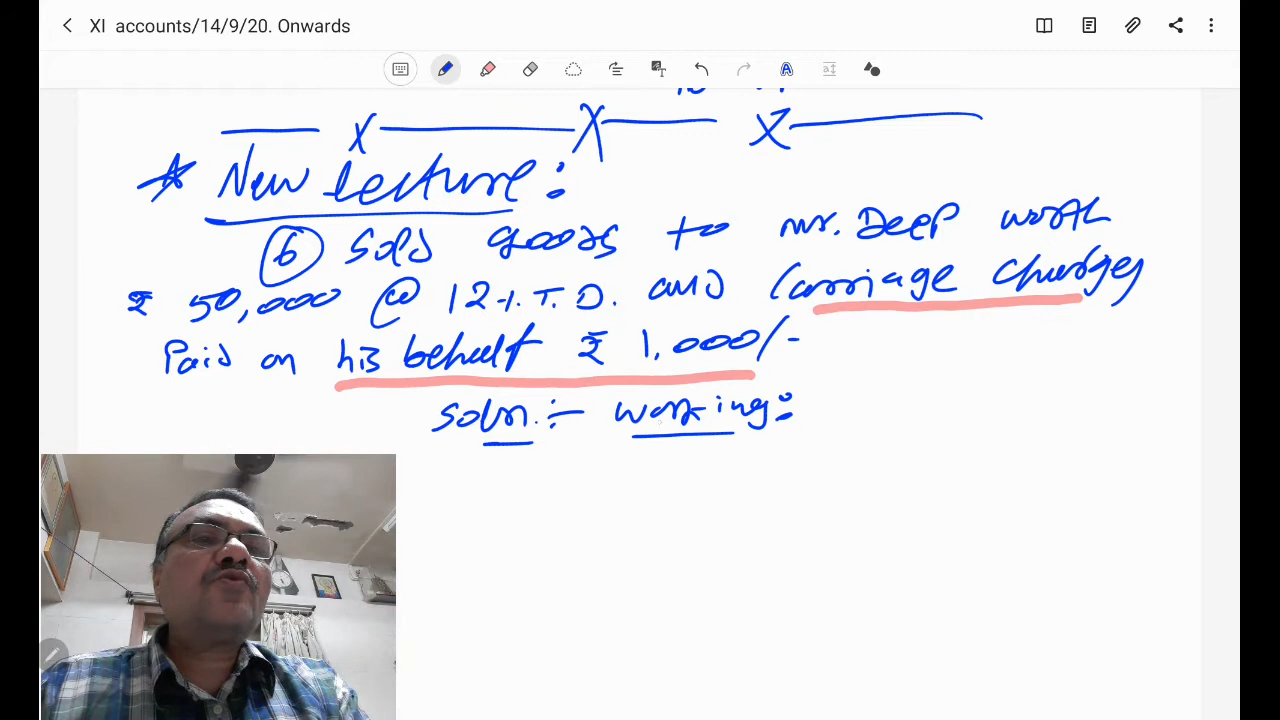 XI accounts/14/9/20. Onwards
* New lecture:
⑥ Sold goods to Mr. Deep worth
₹ 50,000 @ 12% T.D. and Carriage Charges
Paid on his behalf ₹ 1,000/-
Soln. :- Working: